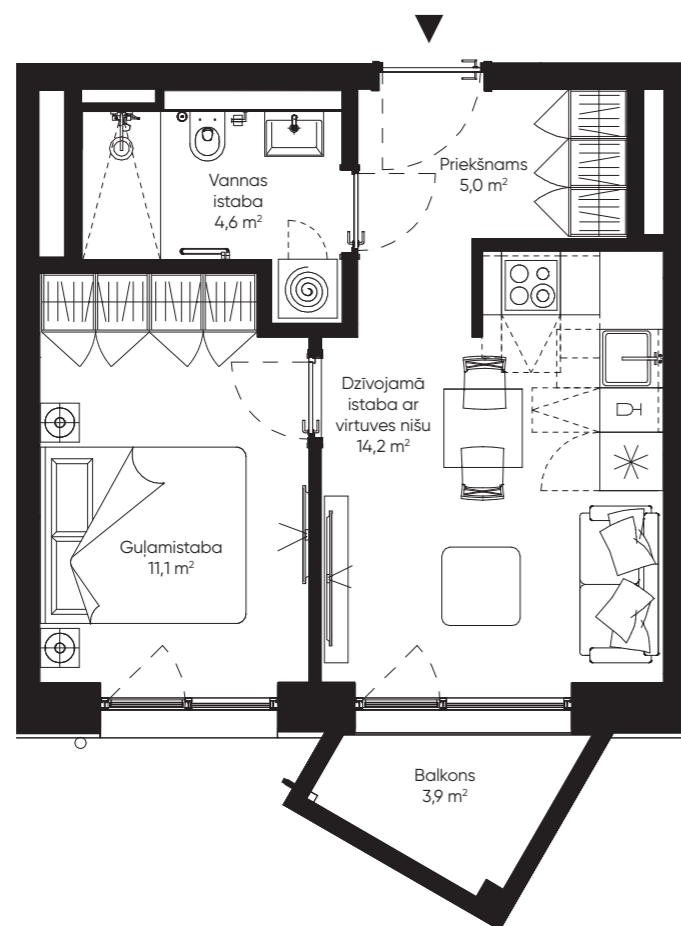 Priekšnams
5,0 m²
Vannas
istaba
4,6 m²
Dzīvojamā
istaba ar
virtuves nišu
14,2 m²
Guļamistaba
11,1 m²
Balkons
3,9 m²